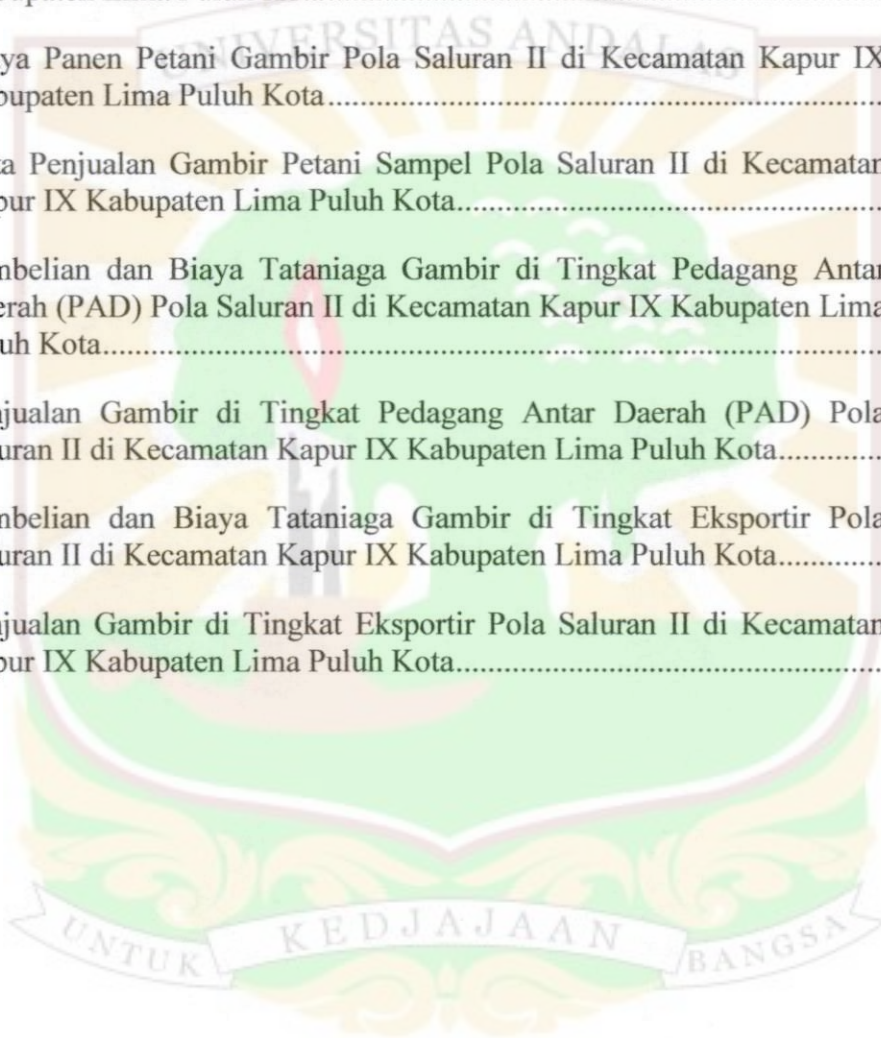 ya Panen Petani Gambir Pola Saluran II di Kecamatan Kapur IX
bupaten Lima Puluh Kota
ta Penjualan Gambir Petani Sampel Pola Saluran II di Kecamatan
pur IX Kabupaten Lima Puluh Kota
mbelian dan Biaya Tataniaga Gambir di Tingkat Pedagang Antar
erah (PAD) Pola Saluran II di Kecamatan Kapur IX Kabupaten Lima
uh Kota
njualan Gambir di Tingkat Pedagang Antar Daerah (PAD) Pola
uran II di Kecamatan Kapur IX Kabupaten Lima Puluh Kota
mbelian dan Biaya Tataniaga Gambir di Tingkat Eksportir Pola
uran II di Kecamatan Kapur IX Kabupaten Lima Puluh Kota
njualan Gambir di Tingkat Eksportir Pola Saluran II di Kecamatan
pur IX Kabupaten Lima Puluh Kota
UNIVERSITAS ANDALAS
UNTUK KEDJAJAAN BANGSA